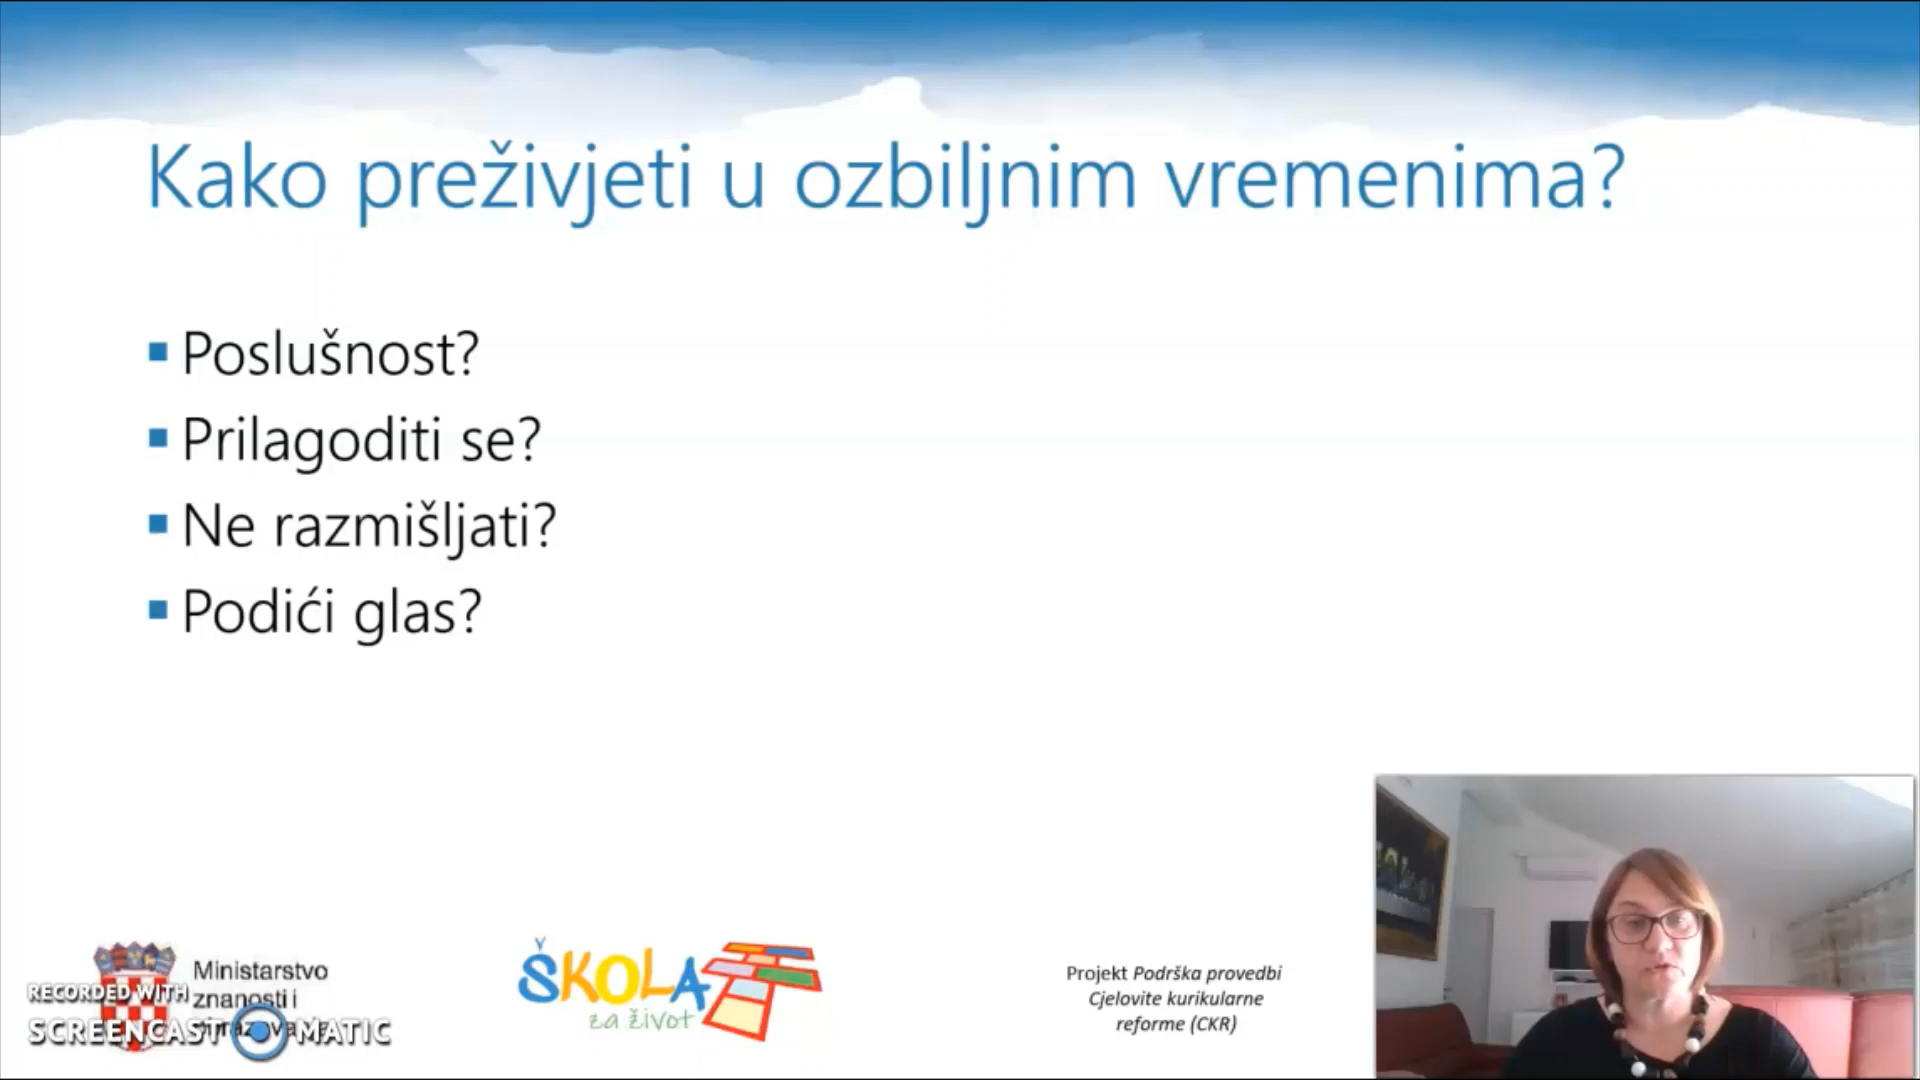 Kako preživjeti u ozbiljnim vremenima?
Poslušnost?
Prilagoditi se?
Ne razmišljati?
Podići glas?
Ministarstvo
znanosti i
RECORDED WITH
SCREENCAST MATIC
ŠKOLA
za život
Projekt Podrška provedbi
Cjelovite kurikularne
reforme (CKR)